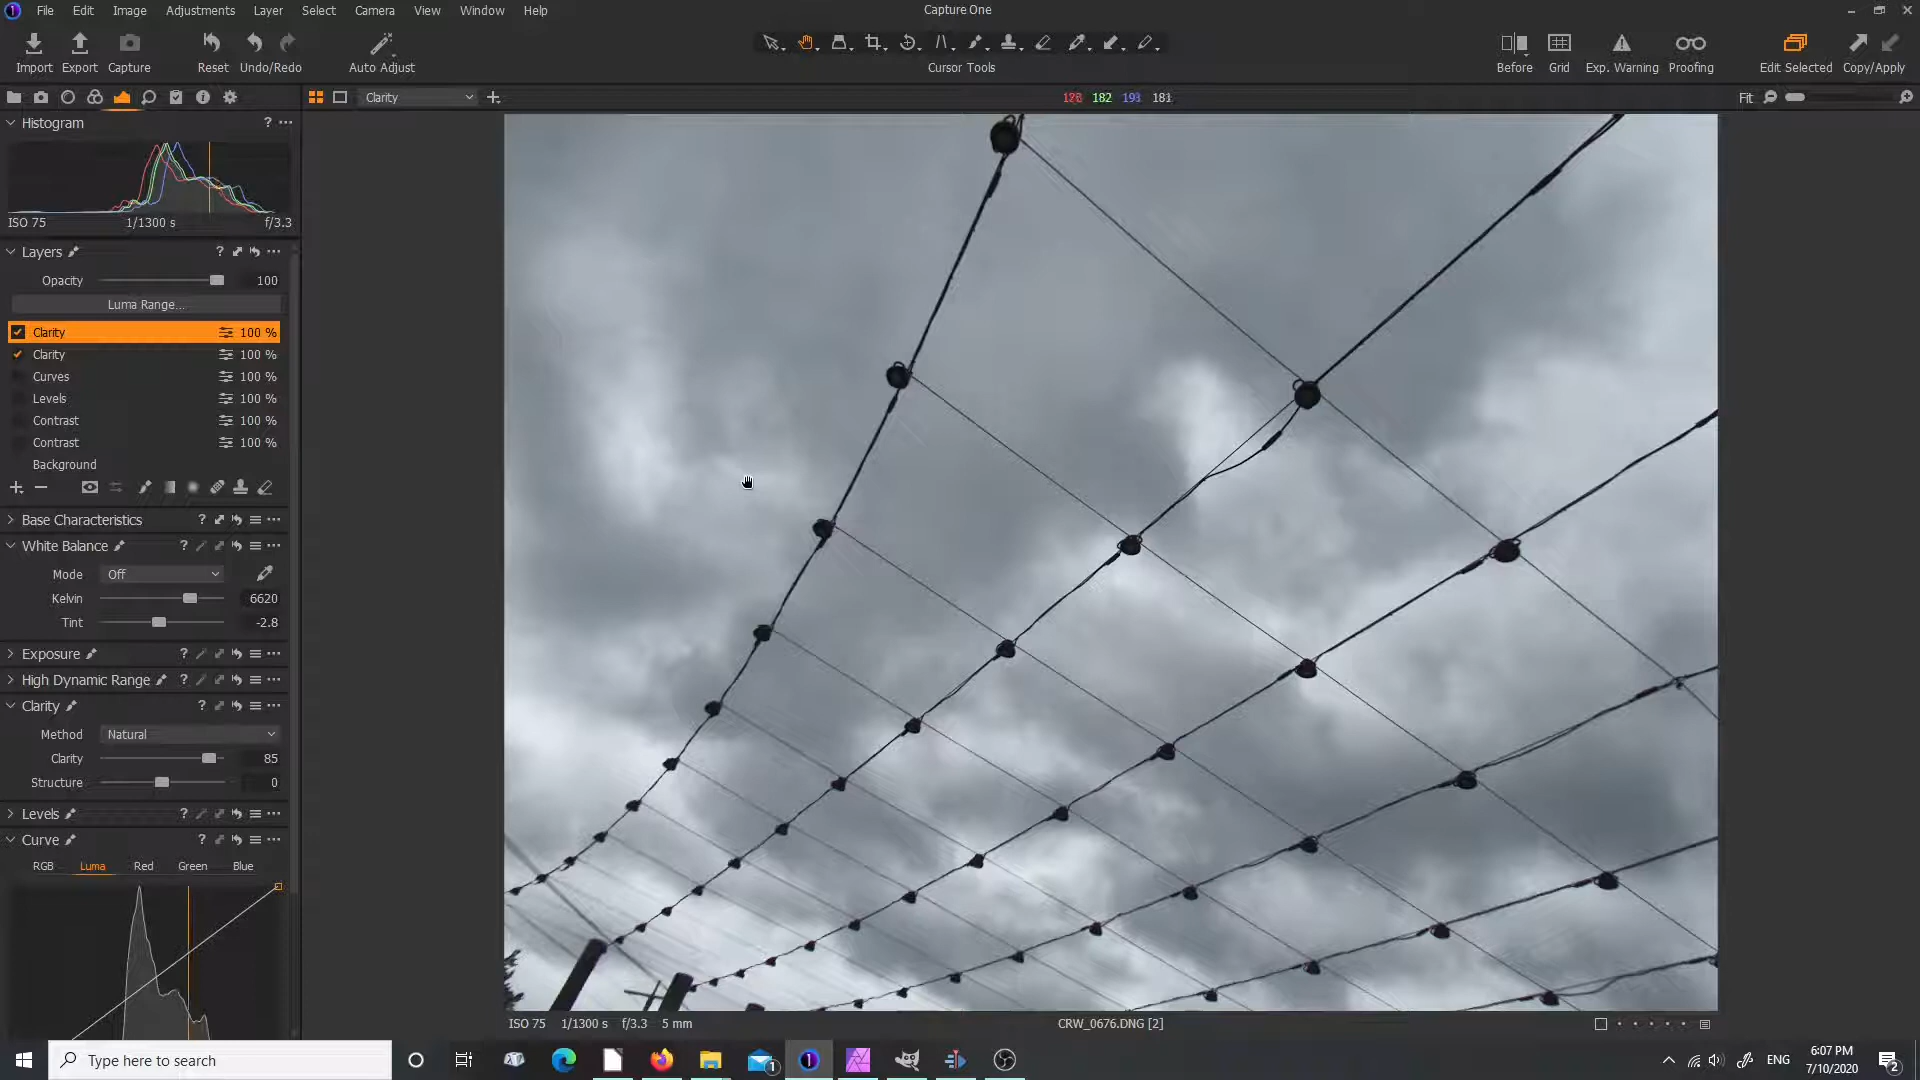 File Edit Image Adjustments Layer Select Camera View Window Help
Capture One
Import Export Capture Reset Undo/Redo Auto Adjust
Cursor Tools
Before Grid Exp. Warning Proofing Edit Selected Copy/Apply
Clarity
182 193 181
Fit
Histogram ?
ISO 75 1/1300 s f/3.3
Layers ?
Opacity 100
Luma Range...
Clarity 100 %
Clarity 100 %
Curves 100 %
Levels 100 %
Contrast 100 %
Contrast 100 %
Background
Base Characteristics ?
White Balance ?
Mode Off
Kelvin 6620
Tint -2.8
Exposure ?
High Dynamic Range ?
Clarity ?
Method Natural
Clarity 85
Structure 0
Levels ?
Curve ?
RGB Luma Red Green Blue
ISO 75 1/1300 s f/3.3 5 mm
CRW_0676.DNG [2]
Type here to search
1
1
ENG
6:07 PM
7/10/2020
2